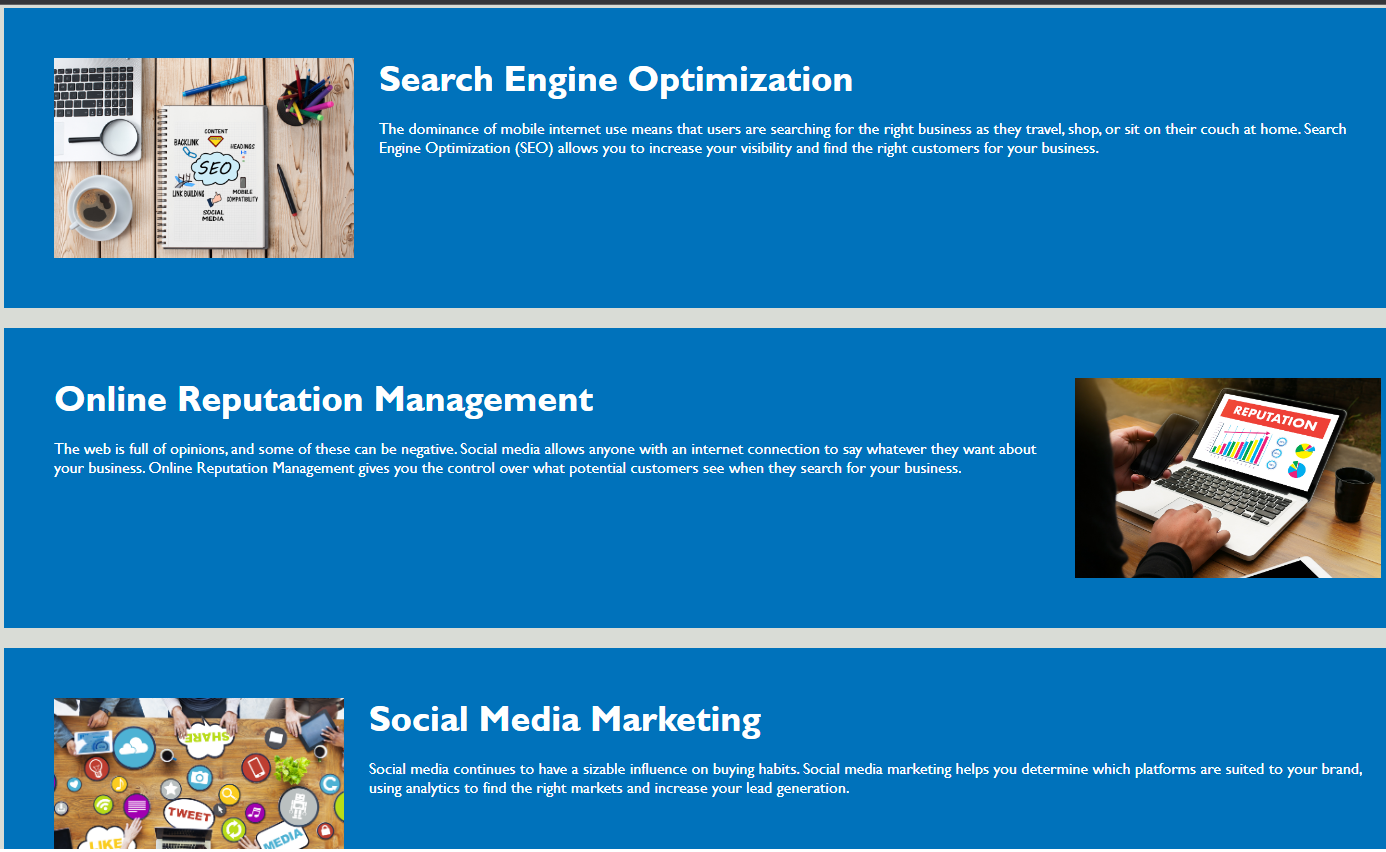 Search Engine Optimization
The dominance of mobile internet use means that users are searching for the right business as they travel, shop, or sit on their couch at home. Search
Engine Optimization (SEO) allows you to increase your visibility and find the right customers for your business.
CONTENT
BACKLINK
HEADINGS
SEO
LINK BUILDING
MOBILE
COMPATIBILITY
SOCIAL
MEDIA
Online Reputation Management
The web is full of opinions, and some of these can be negative. Social media allows anyone with an internet connection to say whatever they want about
your business. Online Reputation Management gives you the control over what potential customers see when they search for your business.
REPUTATION
Social Media Marketing
Social media continues to have a sizable influence on buying habits. Social media marketing helps you determine which platforms are suited to your brand,
using analytics to find the right markets and increase your lead generation.
SHARE
TWEET
LIKE
MEDIA